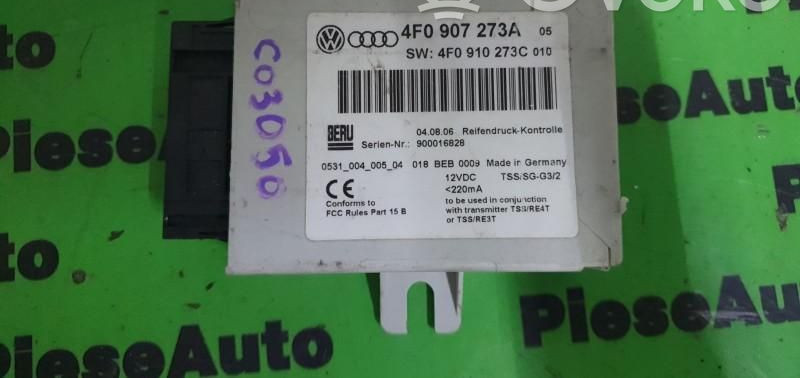 4F0 907 273A 05
SW: 4F0 910 273C 010
BERU
04.08.06 Reifendruck-Kontrolle
Serien-Nr.: 900016828
0531_004_005_04 018 BEB 0009 Made in Germany
CE
12VDC TSS/SG-G3/2
<220mA
Conforms to
FCC Rules Part 15 B
to be used in conjunction
with transmitter TSS/RE4T
or TSS/RE3T
C03050
PieseAuto
PieseAuto
PieseAuto
PieseAuto